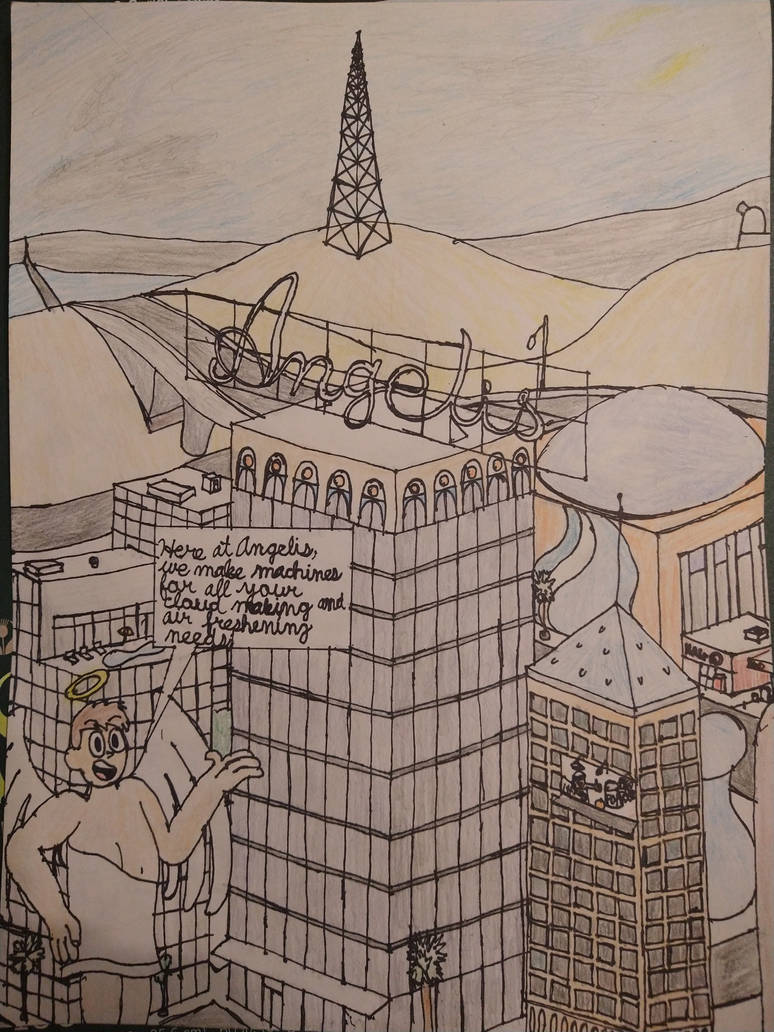 Angelis
Here at Angelis,
we make machines
for all your
cloud making and
air freshening
needs.